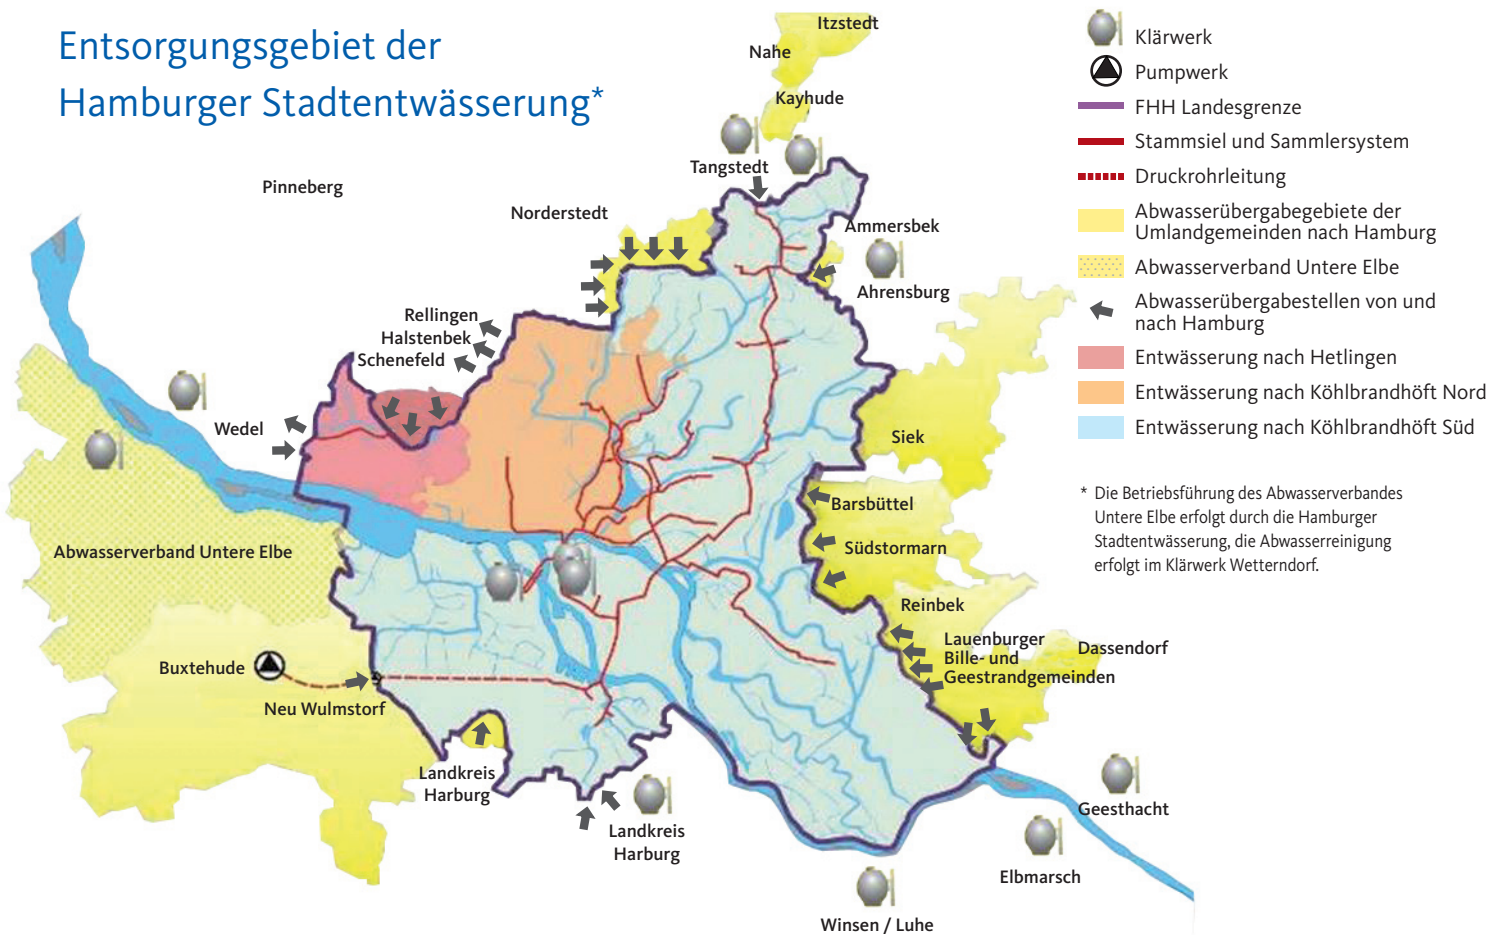 Entsorgungsgebiet der
Hamburger Stadtentwässerung*
Itzstedt
Nahe
Kayhude
Tangstedt
Pinneberg
Norderstedt
Ammersbek
Ahrensburg
Rellingen
Halstenbek
Schenefeld
Wedel
Siek
Barsbüttel
Südstormarn
Abwasserverband Untere Elbe
Reinbek
Lauenburger
Bille- und
Geestrandgemeinden
Dassendorf
Buxtehude
Neu Wulmstorf
Landkreis
Harburg
Landkreis
Harburg
Geesthacht
Elbmarsch
Winsen / Luhe
Klärwerk
Pumpwerk
FHH Landesgrenze
Stammsiel und Sammlersystem
Druckrohrleitung
Abwasserübergabegebiete der
Umlandgemeinden nach Hamburg
Abwasserverband Untere Elbe
Abwasserübergabestellen von und
nach Hamburg
Entwässerung nach Hetlingen
Entwässerung nach Köhlbrandhöft Nord
Entwässerung nach Köhlbrandhöft Süd
* Die Betriebsführung des Abwasserverbandes
Untere Elbe erfolgt durch die Hamburger
Stadtentwässerung, die Abwasserreinigung
erfolgt im Klärwerk Wetterndorf.